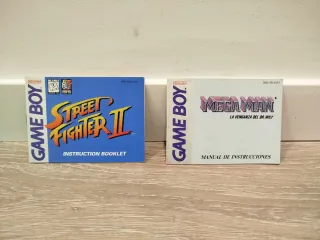 GAME BOY
STREET
FIGHTER II
INSTRUCTION BOOKLET
GAME BOY
MEGA MAN
LA VENGANZA DEL DR. WILY
MANUAL DE INSTRUCCIONES